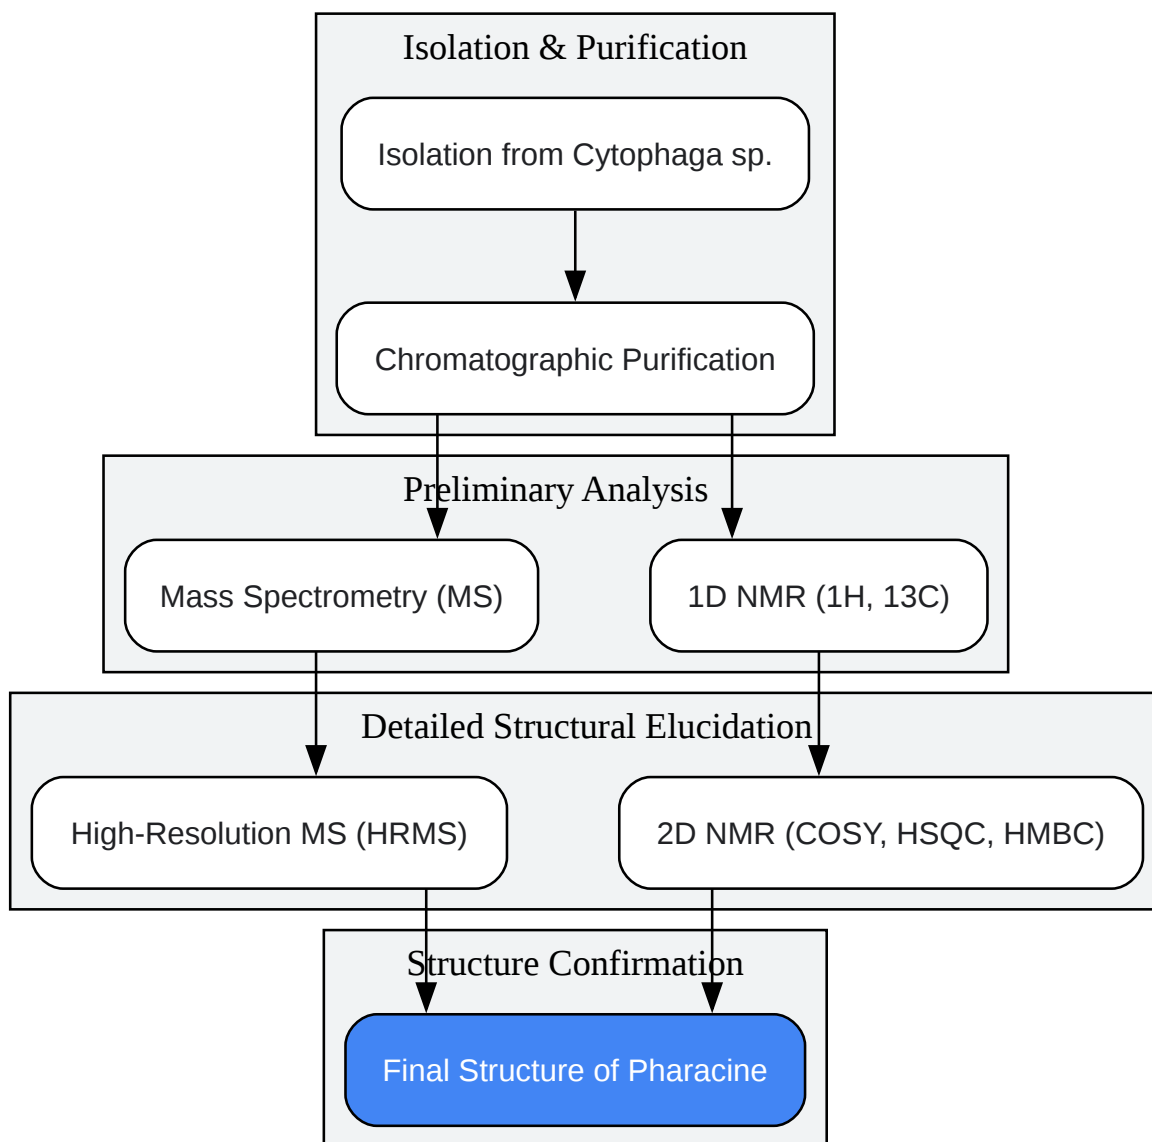 Isolation & Purification
Isolation from Cytophaga sp.
Chromatographic Purification
Preliminary Analysis
Mass Spectrometry (MS)
1D NMR (1H, 13C)
Detailed Structural Elucidation
High-Resolution MS (HRMS)
2D NMR (COSY, HSQC, HMBC)
Structure Confirmation
Final Structure of Pharacine